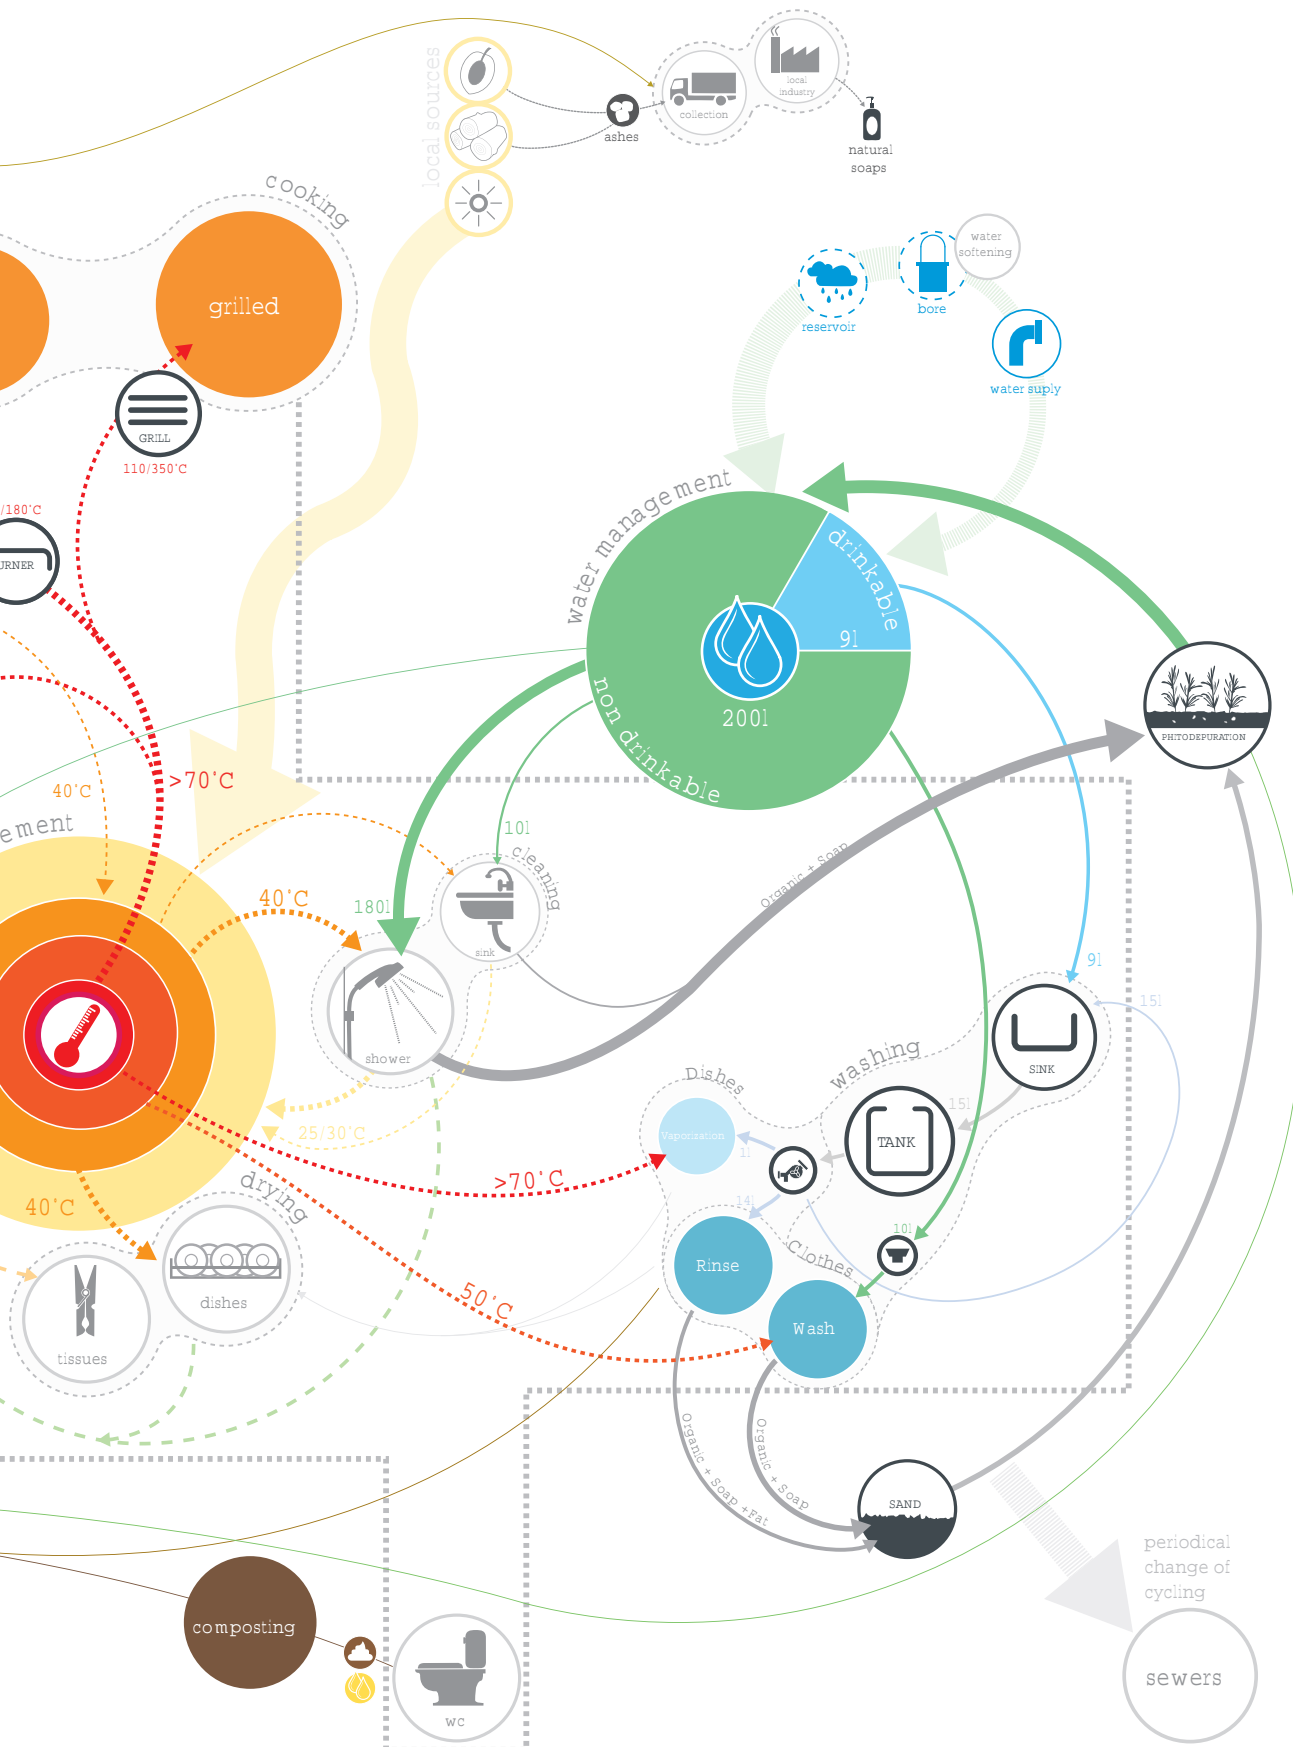 local sources
ashes
collection
local
industry
natural
soaps
cooking
grilled
GRILL
110/350°C
/180°C
URNER
water
softening
reservoir
bore
water suply
water management
drinkable
9l
200l
non drinkable
PHITODEPURATION
>70°C
40°C
ement
10l
cleaning
180l
40°C
sink
shower
Organic + Soap
9l
15l
25/30°C
washing
SINK
15l
Dishes
Vaporiration
1l
TANK
>70°C
14l
10l
40°C
drying
dishes
tissues
50°C
Rinse
Clothes
Wash
Organic + Soap +Fat
Organic + Soap
SAND
periodical
change of
cycling
composting
wc
sewers